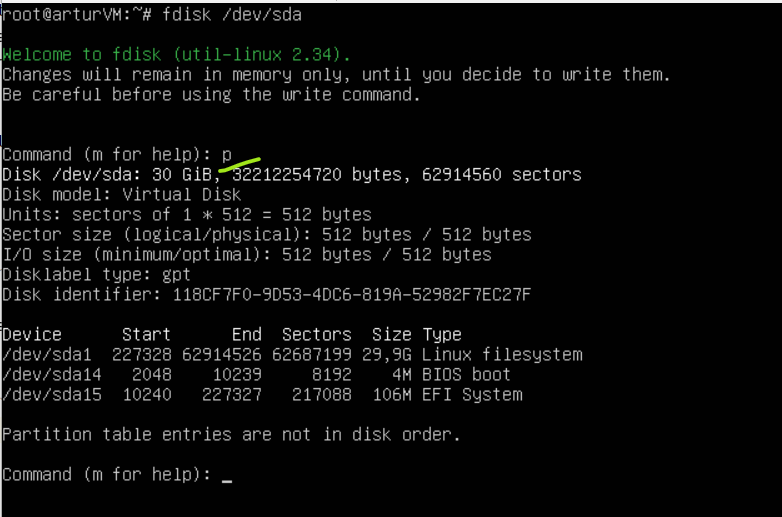 root@arturVM:~# fdisk /dev/sda
Welcome to fdisk (util-linux 2.34).
Changes will remain in memory only, until you decide to write them.
Be careful before using the write command.
Command (m for help): p
Disk /dev/sda: 30 GiB, 32212254720 bytes, 62914560 sectors
Disk model: Virtual Disk
Units: sectors of 1 * 512 = 512 bytes
Sector size (logical/physical): 512 bytes / 512 bytes
I/O size (minimum/optimal): 512 bytes / 512 bytes
Disklabel type: gpt
Disk identifier: 118CF7F0-9D53-4DC6-819A-52982F7EC27F
Device Start End Sectors Size Type
/dev/sda1 227328 62914526 62687199 29,9G Linux filesystem
/dev/sda14 2048 10239 8192 4M BIOS boot
/dev/sda15 10240 227327 217088 106M EFI System
Partition table entries are not in disk order.
Command (m for help): _